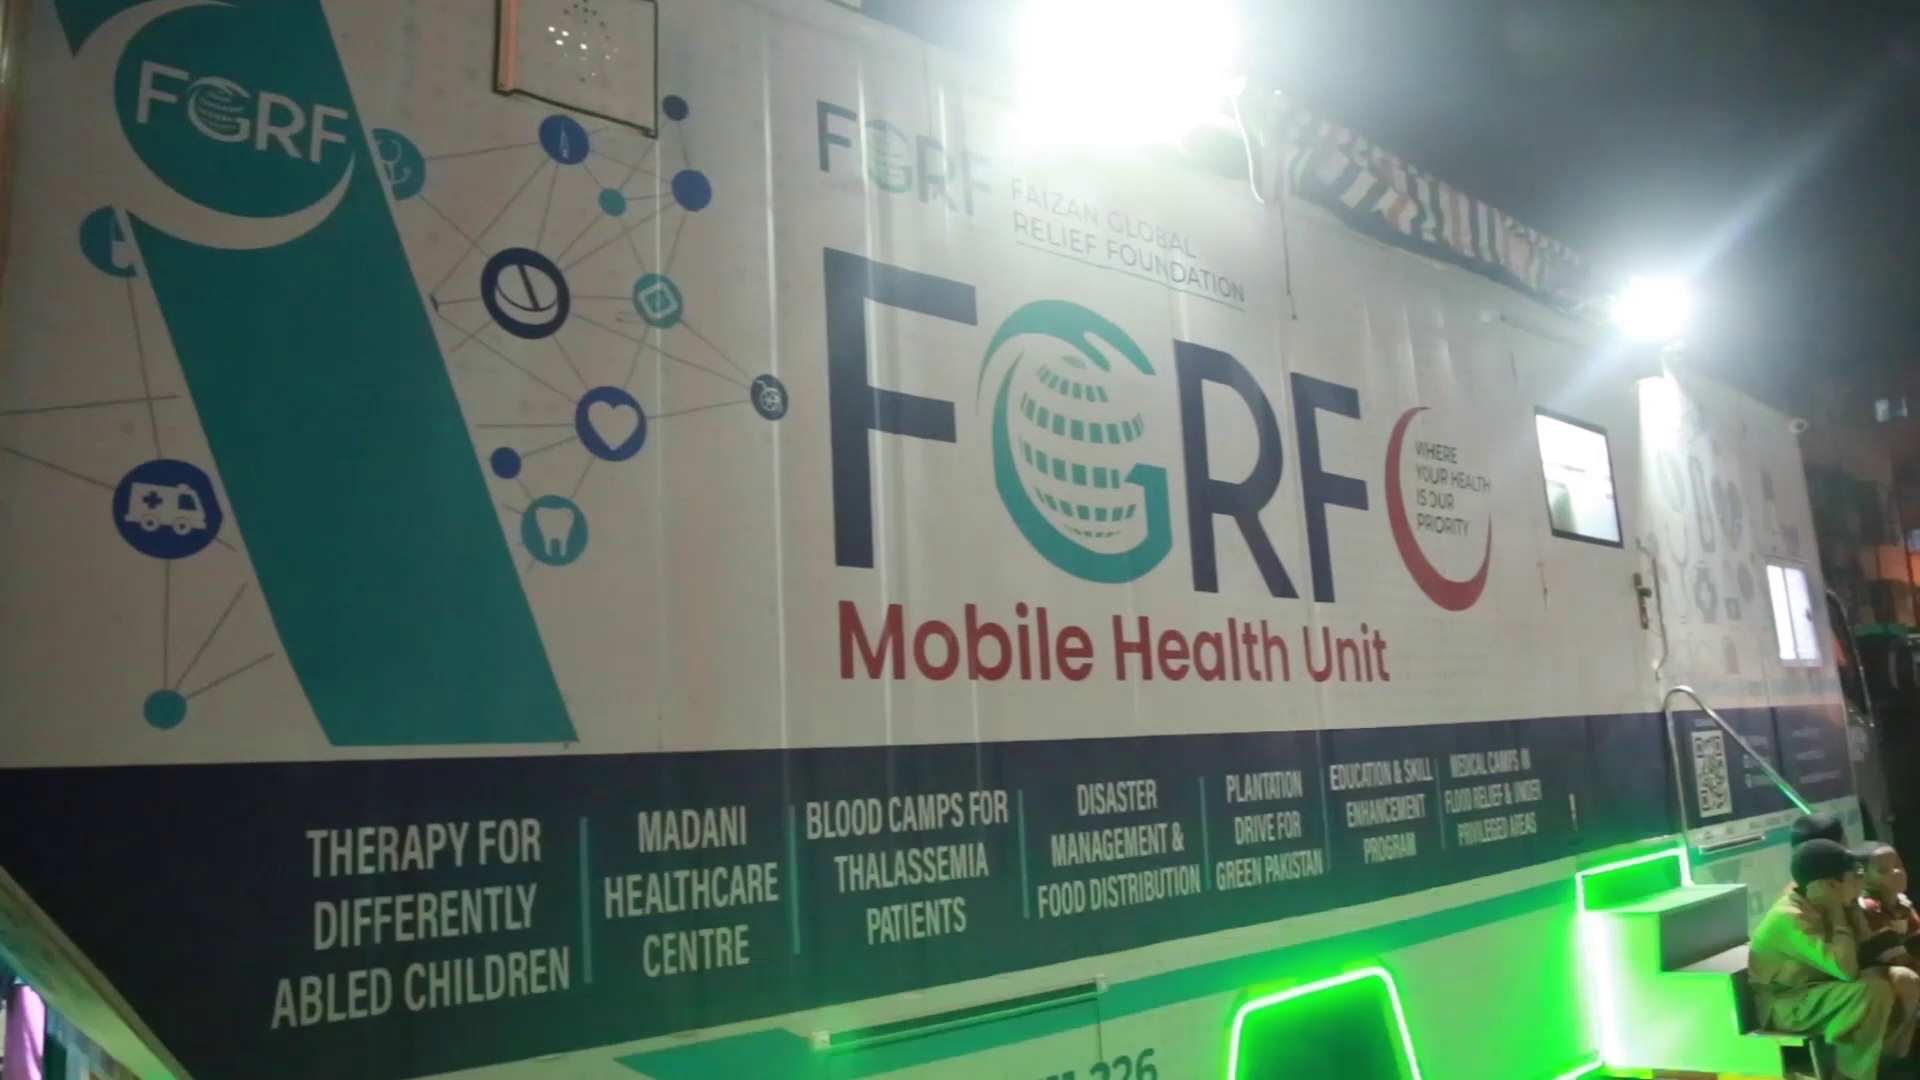 FGRF
FGRF
FAIZAN GLOBAL
RELIEF FOUNDATION
FGRF
WHERE
YOUR HEALTH
IS OUR
PRIORITY
Mobile Health Unit
THERAPY FOR
DIFFERENTLY
ABLED CHILDREN
MADANI
HEALTHCARE
CENTRE
BLOOD CAMPS FOR
THALASSEMIA
PATIENTS
DISASTER
MANAGEMENT &
FOOD DISTRIBUTION
PLANTATION
DRIVE FOR
GREEN PAKISTAN
EDUCATION & SKILL
ENHANCEMENT
PROGRAM
MEDICAL CAMPS IN
FLOOD RELIEF & UNDER
PRIVILEGED AREAS
226